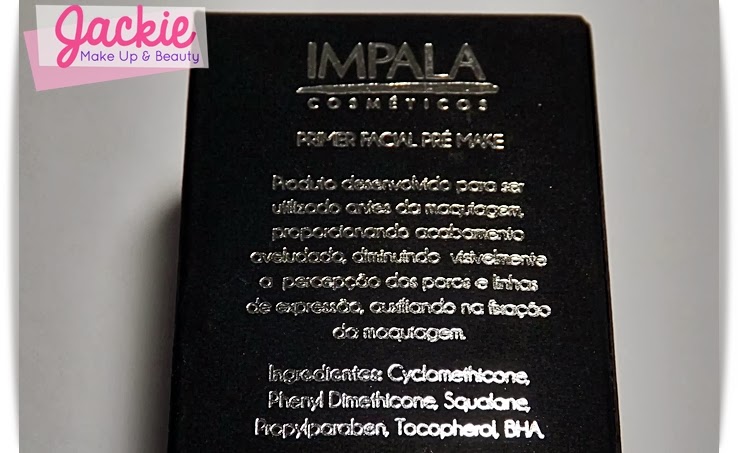 Jackie
Make Up & Beauty
IMPALA
COSMÉTICOS
PRIMER FACIAL PRÉ MAKE
Produto desenvolvido para ser
utilizado antes da maquiagem,
proporcionando acabamento
aveludado, diminuindo visivelmente
a percepção dos poros e linhas
de expressão, auxiliando na fixação
da maquiagem.
Ingredientes: Cyclomethicone,
Phenyl Dimethicone, Squalane,
Propylparaben, Tocopherol, BHA.